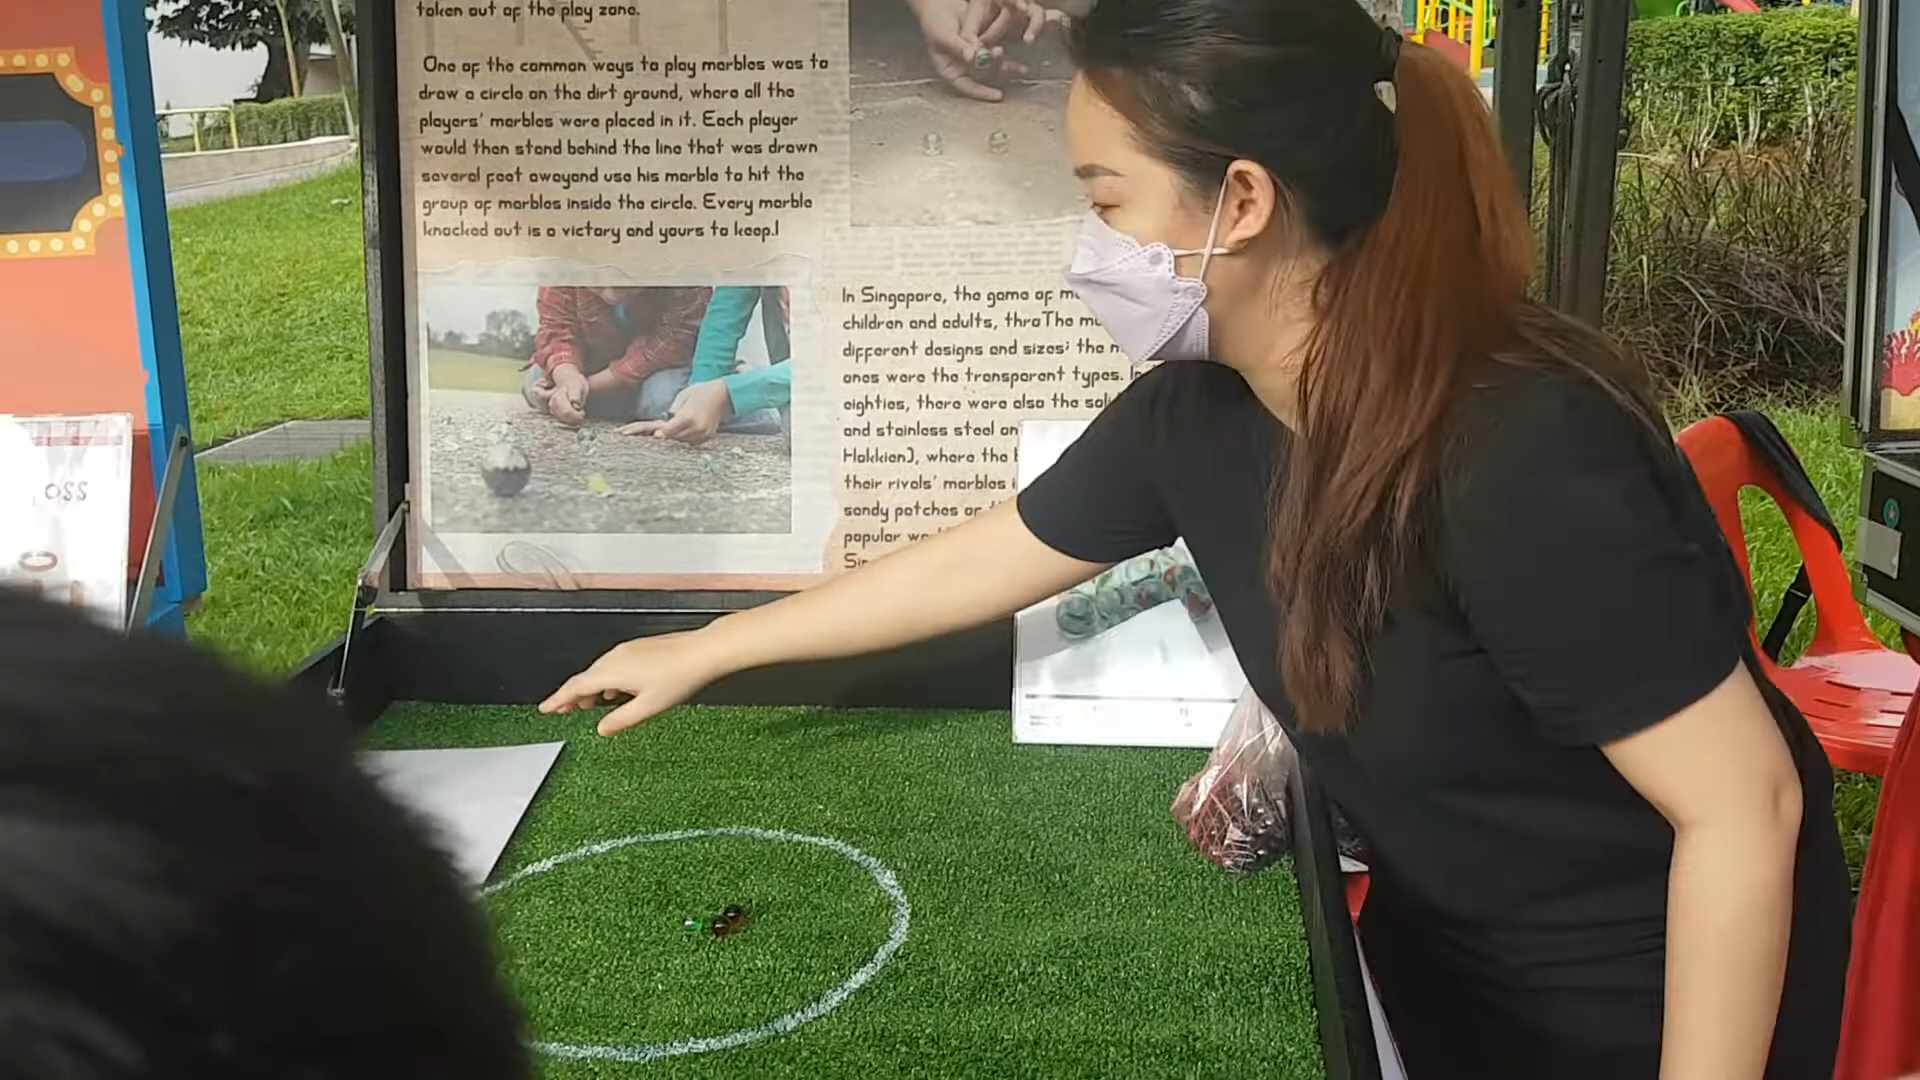 taken out of the play zone.
One of the common ways to play marbles was to
draw a circle on the dirt ground, where all the
players' marbles were placed in it. Each player
would then stand behind the line that was drawn
several feet awayand use his marble to hit the
group of marbles inside the circle. Every marble
knocked out is a victory and yours to keep.l
In Singapore, the game of
children and adults, throThe
different designs and sizes; the
ones were the transparent types.
eighties, there were also the
and stainless steel
Hokkien), where the
their rivals' marbles
sandy patches or
popular
OSS